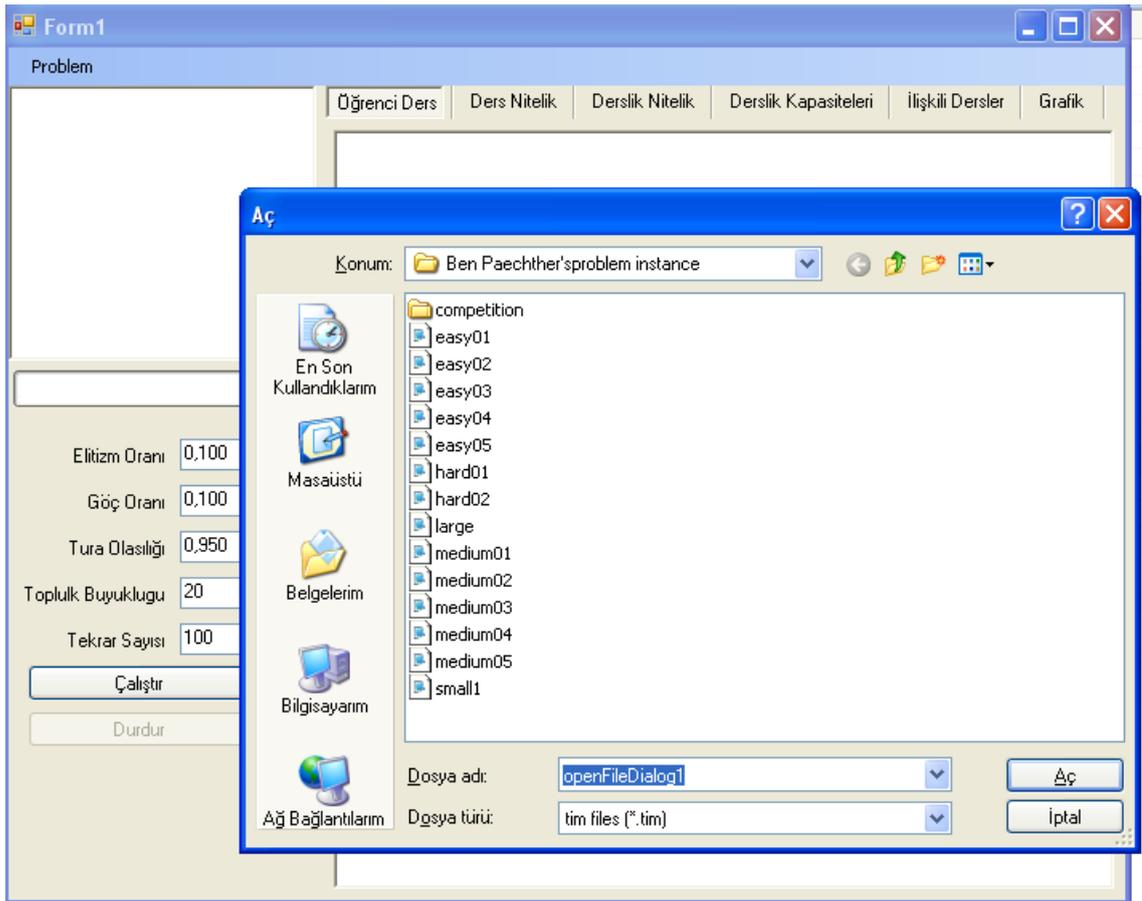 Form1
Problem
Öğrenci Ders
Ders Nitelik
Derslik Nitelik
Derslik Kapasiteleri
İlişkili Dersler
Grafik
Aç
Konum:
Ben Paechther'sproblem instance
En Son
Kullandıklarım
Masaüstü
Belgelerim
Bilgisayarım
Ağ Bağlantılarım
competition
easy01
easy02
easy03
easy04
easy05
hard01
hard02
large
medium01
medium02
medium03
medium04
medium05
small1
Dosya adı:
openFileDialog1
Aç
Dosya türü:
tim files (*.tim)
İptal
Elitizm Oranı 0,100
Göç Oranı 0,100
Tura Olasılığı 0,950
Toplulk Buyuklugu 20
Tekrar Sayısı 100
Çalıştır
Durdur